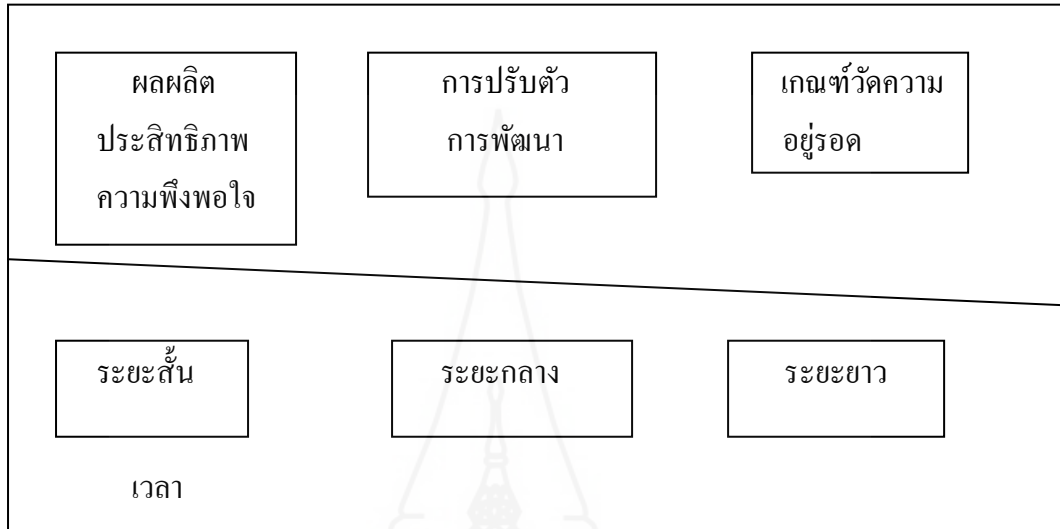 ผลผลิต
ประสิทธิภาพ
ความพึงพอใจ
การปรับตัว
การพัฒนา
เกณฑ์วัดความ
อยู่รอด
ระยะสั้น
ระยะกลาง
ระยะยาว
เวลา